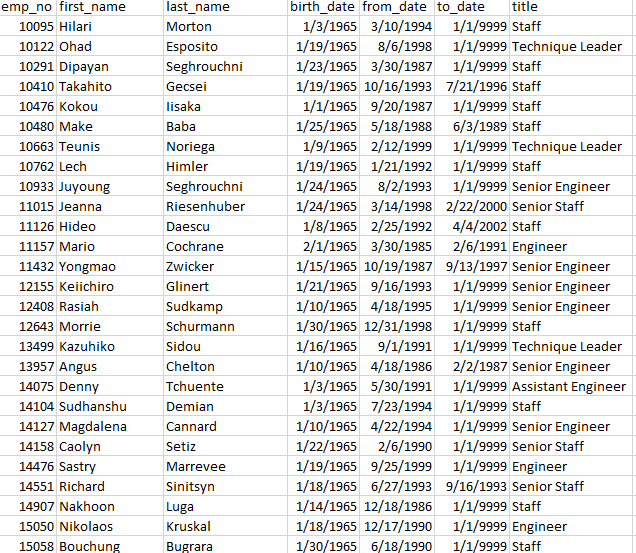 emp_no first_name last_name birth_date from_date to_date title
10095 Hilari Morton 1/3/1965 3/10/1994 1/1/9999 Staff
10122 Ohad Esposito 1/19/1965 8/6/1998 1/1/9999 Technique Leader
10291 Dipayan Seghrouchni 1/23/1965 3/30/1987 1/1/9999 Staff
10410 Takahito Gecsei 1/19/1965 10/16/1993 7/21/1996 Staff
10476 Kokou Iisaka 1/1/1965 9/20/1987 1/1/9999 Staff
10480 Make Baba 1/25/1965 5/18/1988 6/3/1989 Staff
10663 Teunis Noriega 1/9/1965 2/12/1999 1/1/9999 Technique Leader
10762 Lech Himler 1/19/1965 1/21/1992 1/1/9999 Staff
10933 Juyoung Seghrouchni 1/24/1965 8/2/1993 1/1/9999 Senior Engineer
11015 Jeanna Riesenhuber 1/24/1965 3/14/1998 2/22/2000 Senior Staff
11126 Hideo Daescu 1/8/1965 2/25/1992 4/4/2002 Staff
11157 Mario Cochrane 2/1/1965 3/30/1985 2/6/1991 Engineer
11432 Yongmao Zwicker 1/15/1965 10/19/1987 9/13/1997 Senior Engineer
12155 Keiichiro Glinert 1/21/1965 9/16/1993 1/1/9999 Senior Engineer
12408 Rasiah Sudkamp 1/10/1965 4/18/1995 1/1/9999 Senior Engineer
12643 Morrie Schurmann 1/30/1965 12/31/1998 1/1/9999 Staff
13499 Kazuhiko Sidou 1/16/1965 9/1/1991 1/1/9999 Technique Leader
13957 Angus Chelton 1/10/1965 4/18/1986 2/2/1987 Senior Engineer
14075 Denny Tchuente 1/3/1965 5/30/1991 1/1/9999 Assistant Engineer
14104 Sudhanshu Demian 1/3/1965 7/23/1994 1/1/9999 Staff
14127 Magdalena Cannard 1/10/1965 4/22/1994 1/1/9999 Senior Engineer
14158 Caolyn Setiz 1/22/1965 2/6/1990 1/1/9999 Senior Staff
14476 Sastry Marrevee 1/19/1965 9/25/1999 1/1/9999 Engineer
14551 Richard Sinitsyn 1/18/1965 6/27/1993 9/16/1993 Senior Staff
14907 Nakhoon Luga 1/14/1965 12/18/1986 1/1/9999 Staff
15050 Nikolaos Kruskal 1/18/1965 12/17/1990 1/1/9999 Engineer
15058 Bouchung Bugrara 1/30/1965 6/18/1990 1/1/9999 Staff